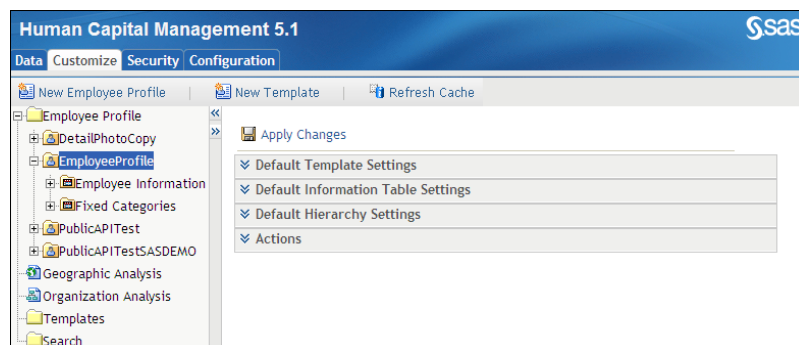 Human Capital Management 5.1
sas
Data Customize Security Configuration
New Employee Profile | New Template | Refresh Cache
Employee Profile
DetailPhotoCopy
EmployeeProfile
Employee Information
Fixed Categories
PublicAPITest
PublicAPITestSASDEMO
Geographic Analysis
Organization Analysis
Templates
Search
Apply Changes
Default Template Settings
Default Information Table Settings
Default Hierarchy Settings
Actions